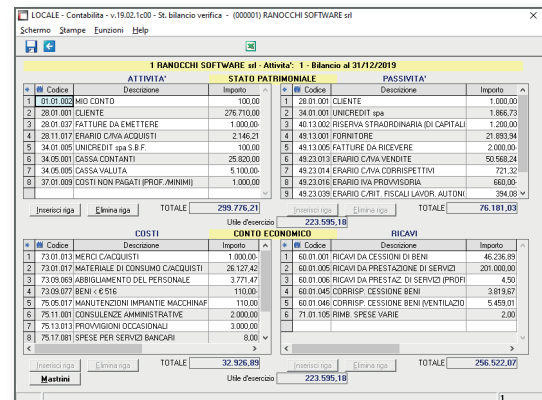 LOCALE - Contabilita - v.19.02.1c00 - St. bilancio verifica - (000001) RANOCCHI SOFTWARE srl
Schermo Stampe Funzioni Help
1 RANOCCHI SOFTWARE srl - Attivita': 1 - Bilancio al 31/12/2019
ATTIVITA' STATO PATRIMONIALE PASSIVITA'
Codice Descrizione Importo
1 01.01.002 MIO CONTO 100,00
2 28.01.001 CLIENTE 276.710,00
3 28.01.037 FATTURE DA EMETTERE 1.000,00-
4 28.11.017 ERARIO C/IVA ACQUISTI 2.146,21
5 34.01.005 UNICREDIT spa S.B.F. 100,00
6 34.05.001 CASSA CONTANTI 25.820,00
7 34.05.005 CASSA VALUTA 5.100,00-
8 37.01.009 COSTI NON PAGATI (PROF./MINIMI) 1.000,00
Inserisci riga Elimina riga TOTALE 299.776,21
Codice Descrizione Importo
1 28.01.001 CLIENTE 1.000,00
2 34.01.001 UNICREDIT spa 1.866,73
3 40.13.002 RISERVA STRAORDINARIA (DI CAPITALI 1.200,00
4 49.13.001 FORNITORE 21.893,94
5 49.13.005 FATTURE DA RICEVERE 2.000,00-
6 49.23.013 ERARIO C/IVA VENDITE 50.568,24
7 49.23.014 ERARIO C/IVA CORRISPETTIVI 721,32
8 49.23.016 ERARIO IVA PROVVISORIA 660,00-
9 49.23.039 ERARIO C/RIT. FISCALI LAVOR. AUTON( 394,08
Inserisci riga Elimina riga TOTALE 76.181,03
Utile d'esercizio 223.595,18
COSTI CONTO ECONOMICO RICAVI
Codice Descrizione Importo
1 73.01.013 MERCI C/ACQUISTI 1.000,00-
2 73.01.017 MATERIALE DI CONSUMO C/ACQUISTI 26.127,42
3 73.09.069 ABBIGLIAMENTO DEL PERSONALE 3.771,47
4 73.09.077 BENI < € 516 110,00-
5 75.05.017 MANUTENZIONI IMPIANTI E MACCHINAF 110,00
6 75.11.001 CONSULENZE AMMINISTRATIVE 2.000,00
7 75.13.013 PROVVIGIONI OCCASIONALI 3.000,00
8 75.17.081 SPESE PER SERVIZI BANCARI 8,00
Inserisci riga Elimina riga TOTALE 32.926,89
Mastrini
Codice Descrizione Importo
1 60.01.001 RICAVI DA CESSIONI DI BENI 46.236,89
2 60.01.005 RICAVI DA PRESTAZIONE DI SERVIZI 201.000,00
3 60.01.006 RICAVI DA PRESTAZ. DI SERVIZI (PROFI 4,50
4 60.01.045 CORRISP. CESSIONE BENI 3.819,67
5 60.01.046 CORRISP. CESSIONE BENI (VENTILAZIO 5.459,01
6 71.01.105 RIMB. SPESE VARIE 2,00
Inserisci riga Elimina riga TOTALE 256.522,07
Utile d'esercizio 223.595,18
1